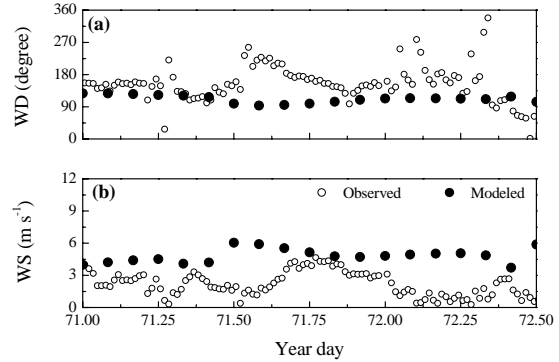 360
(a)
270
180
90
0
WD (degree)
12
(b)
Observed
Modeled
9
6
3
0
WS (m s-1)
71.00
71.25
71.50
71.75
72.00
72.25
72.50
Year day